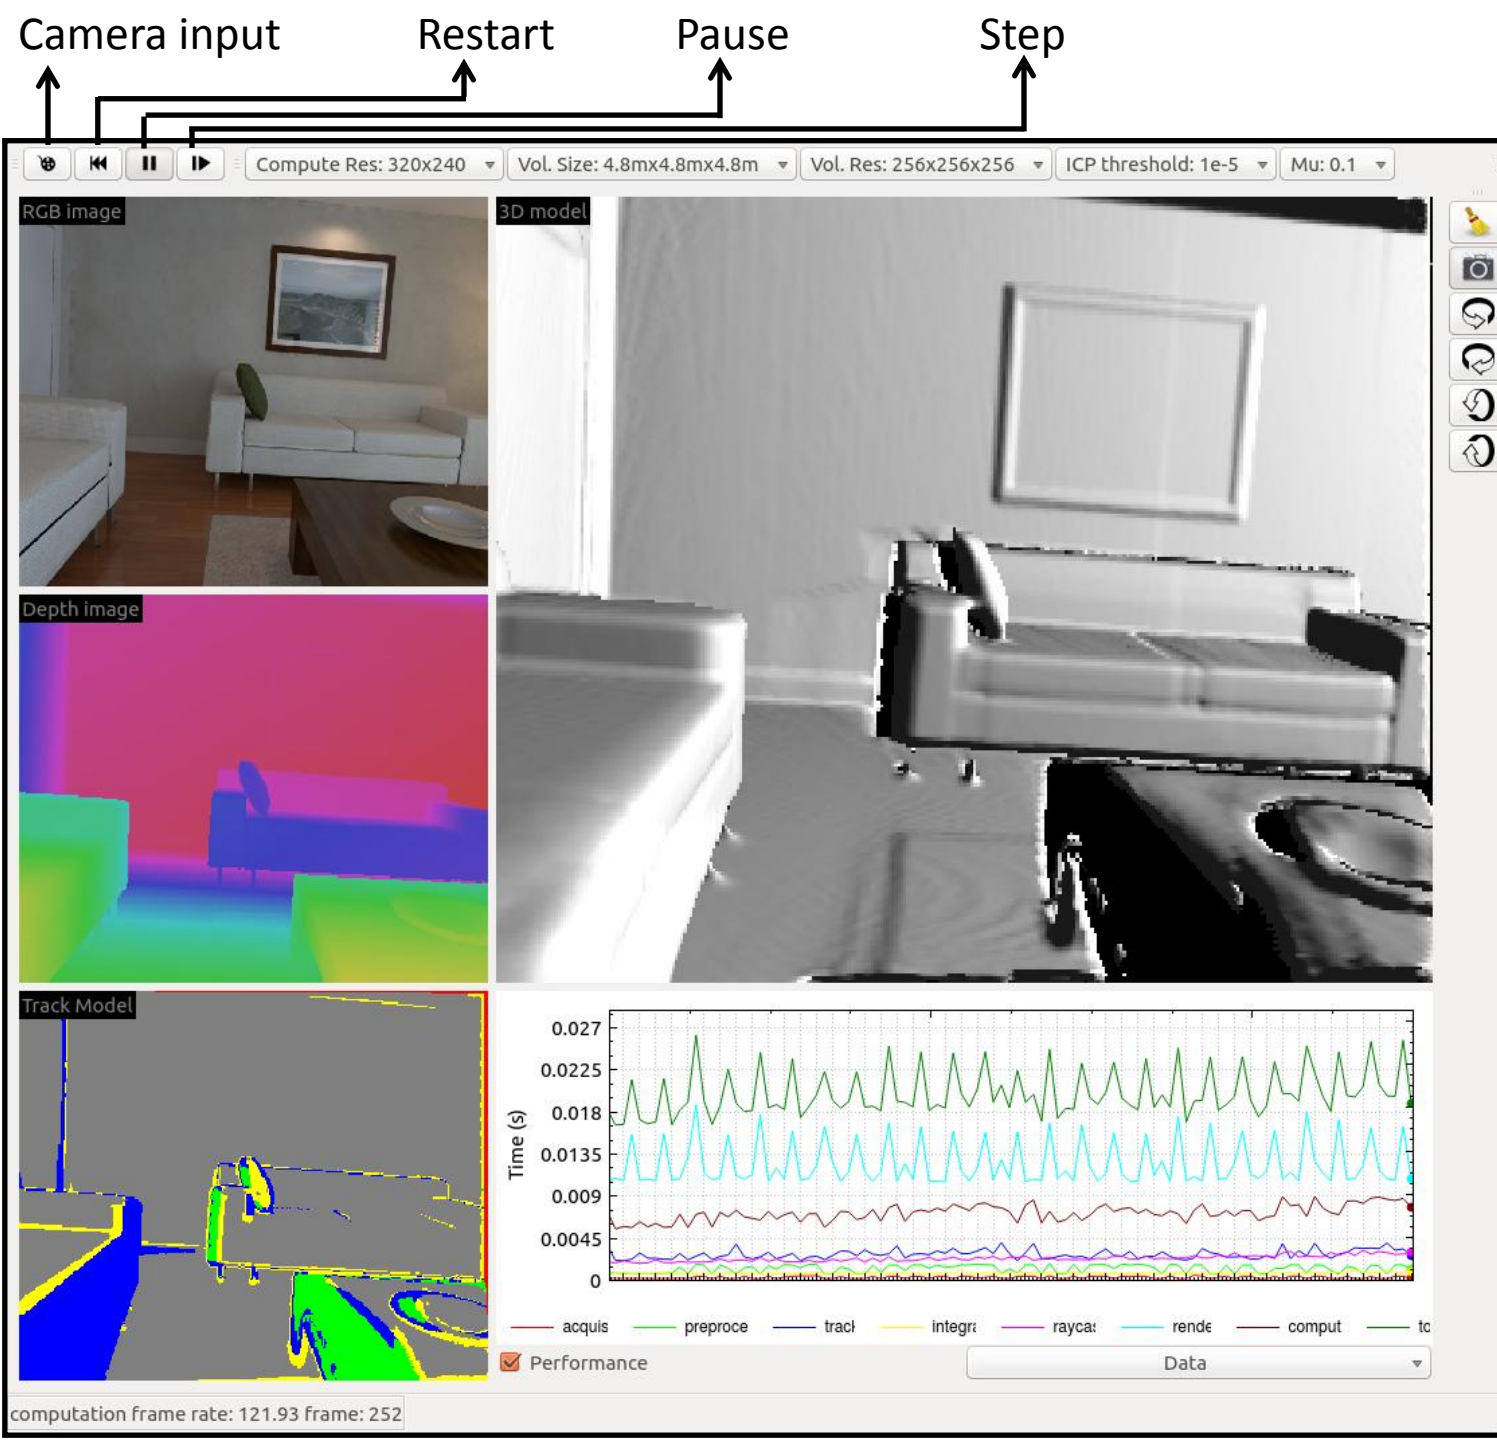 Camera input Restart Pause Step
Compute Res: 320x240 Vol. Size: 4.8mx4.8mx4.8m Vol. Res: 256x256x256 ICP threshold: 1e-5 Mu: 0.1
RGB image
3D model
Depth image
Track Model
0.027
0.0225
0.018
0.0135
0.009
0.0045
0
Time (s)
acquis preproce track integra raycas rende comput to
Performance
Data
computation frame rate: 121.93 frame: 252